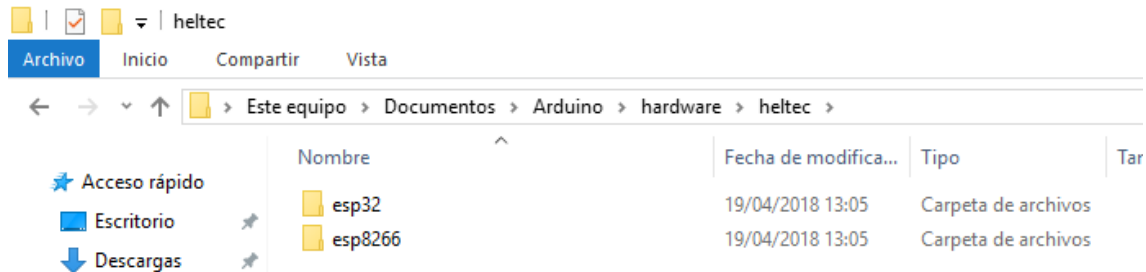 heltec
Archivo Inicio Compartir Vista
Este equipo > Documentos > Arduino > hardware > heltec >
Nombre Fecha de modifica... Tipo Tar
Acceso rápido
esp32 19/04/2018 13:05 Carpeta de archivos
Escritorio
esp8266 19/04/2018 13:05 Carpeta de archivos
Descargas